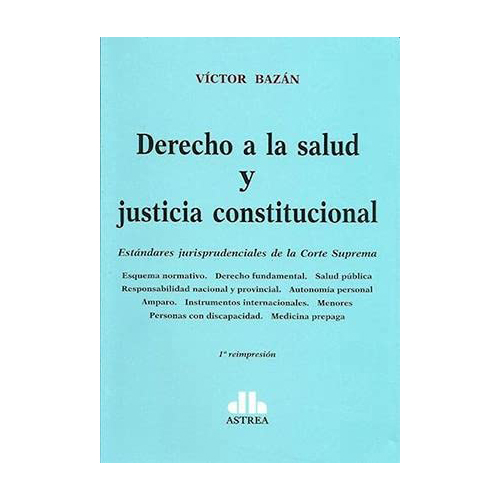 VÍCTOR BAZÁN
Derecho a la salud
y
justicia constitucional
Estándares jurisprudenciales de la Corte Suprema
Esquema normativo. Derecho fundamental. Salud pública
Responsabilidad nacional y provincial. Autonomía personal
Amparo. Instrumentos internacionales. Menores
Personas con discapacidad. Medicina prepaga
1ª reimpresión
ASTREA